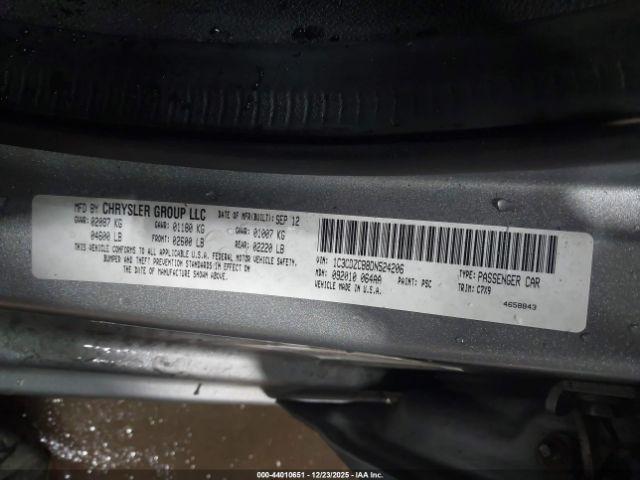 MFD BY: CHRYSLER GROUP LLC
DATE OF MFR(BUILT): SEP 12
GVWR: 02087 KG
GAWR: 01180 KG
GAWR: 01007 KG
04600 LB
FRONT: 02600 LB
REAR: 02220 LB
THIS VEHICLE CONFORMS TO ALL APPLICABLE U.S.A. FEDERAL MOTOR VEHICLE SAFETY,
BUMPER AND THEFT PREVENTION STANDARDS IN EFFECT ON
THE DATE OF MANUFACTURE SHOWN ABOVE.
VIN: 1C3CDZCB8DN524206
TYPE: PASSENGER CAR
MDH: 092010 064AA
PAINT: PSC
TRIM: C7X9
VEHICLE MADE IN U.S.A.
4658843
000-44010651 | 12/23/2025 | © Copyright IAA, LLC